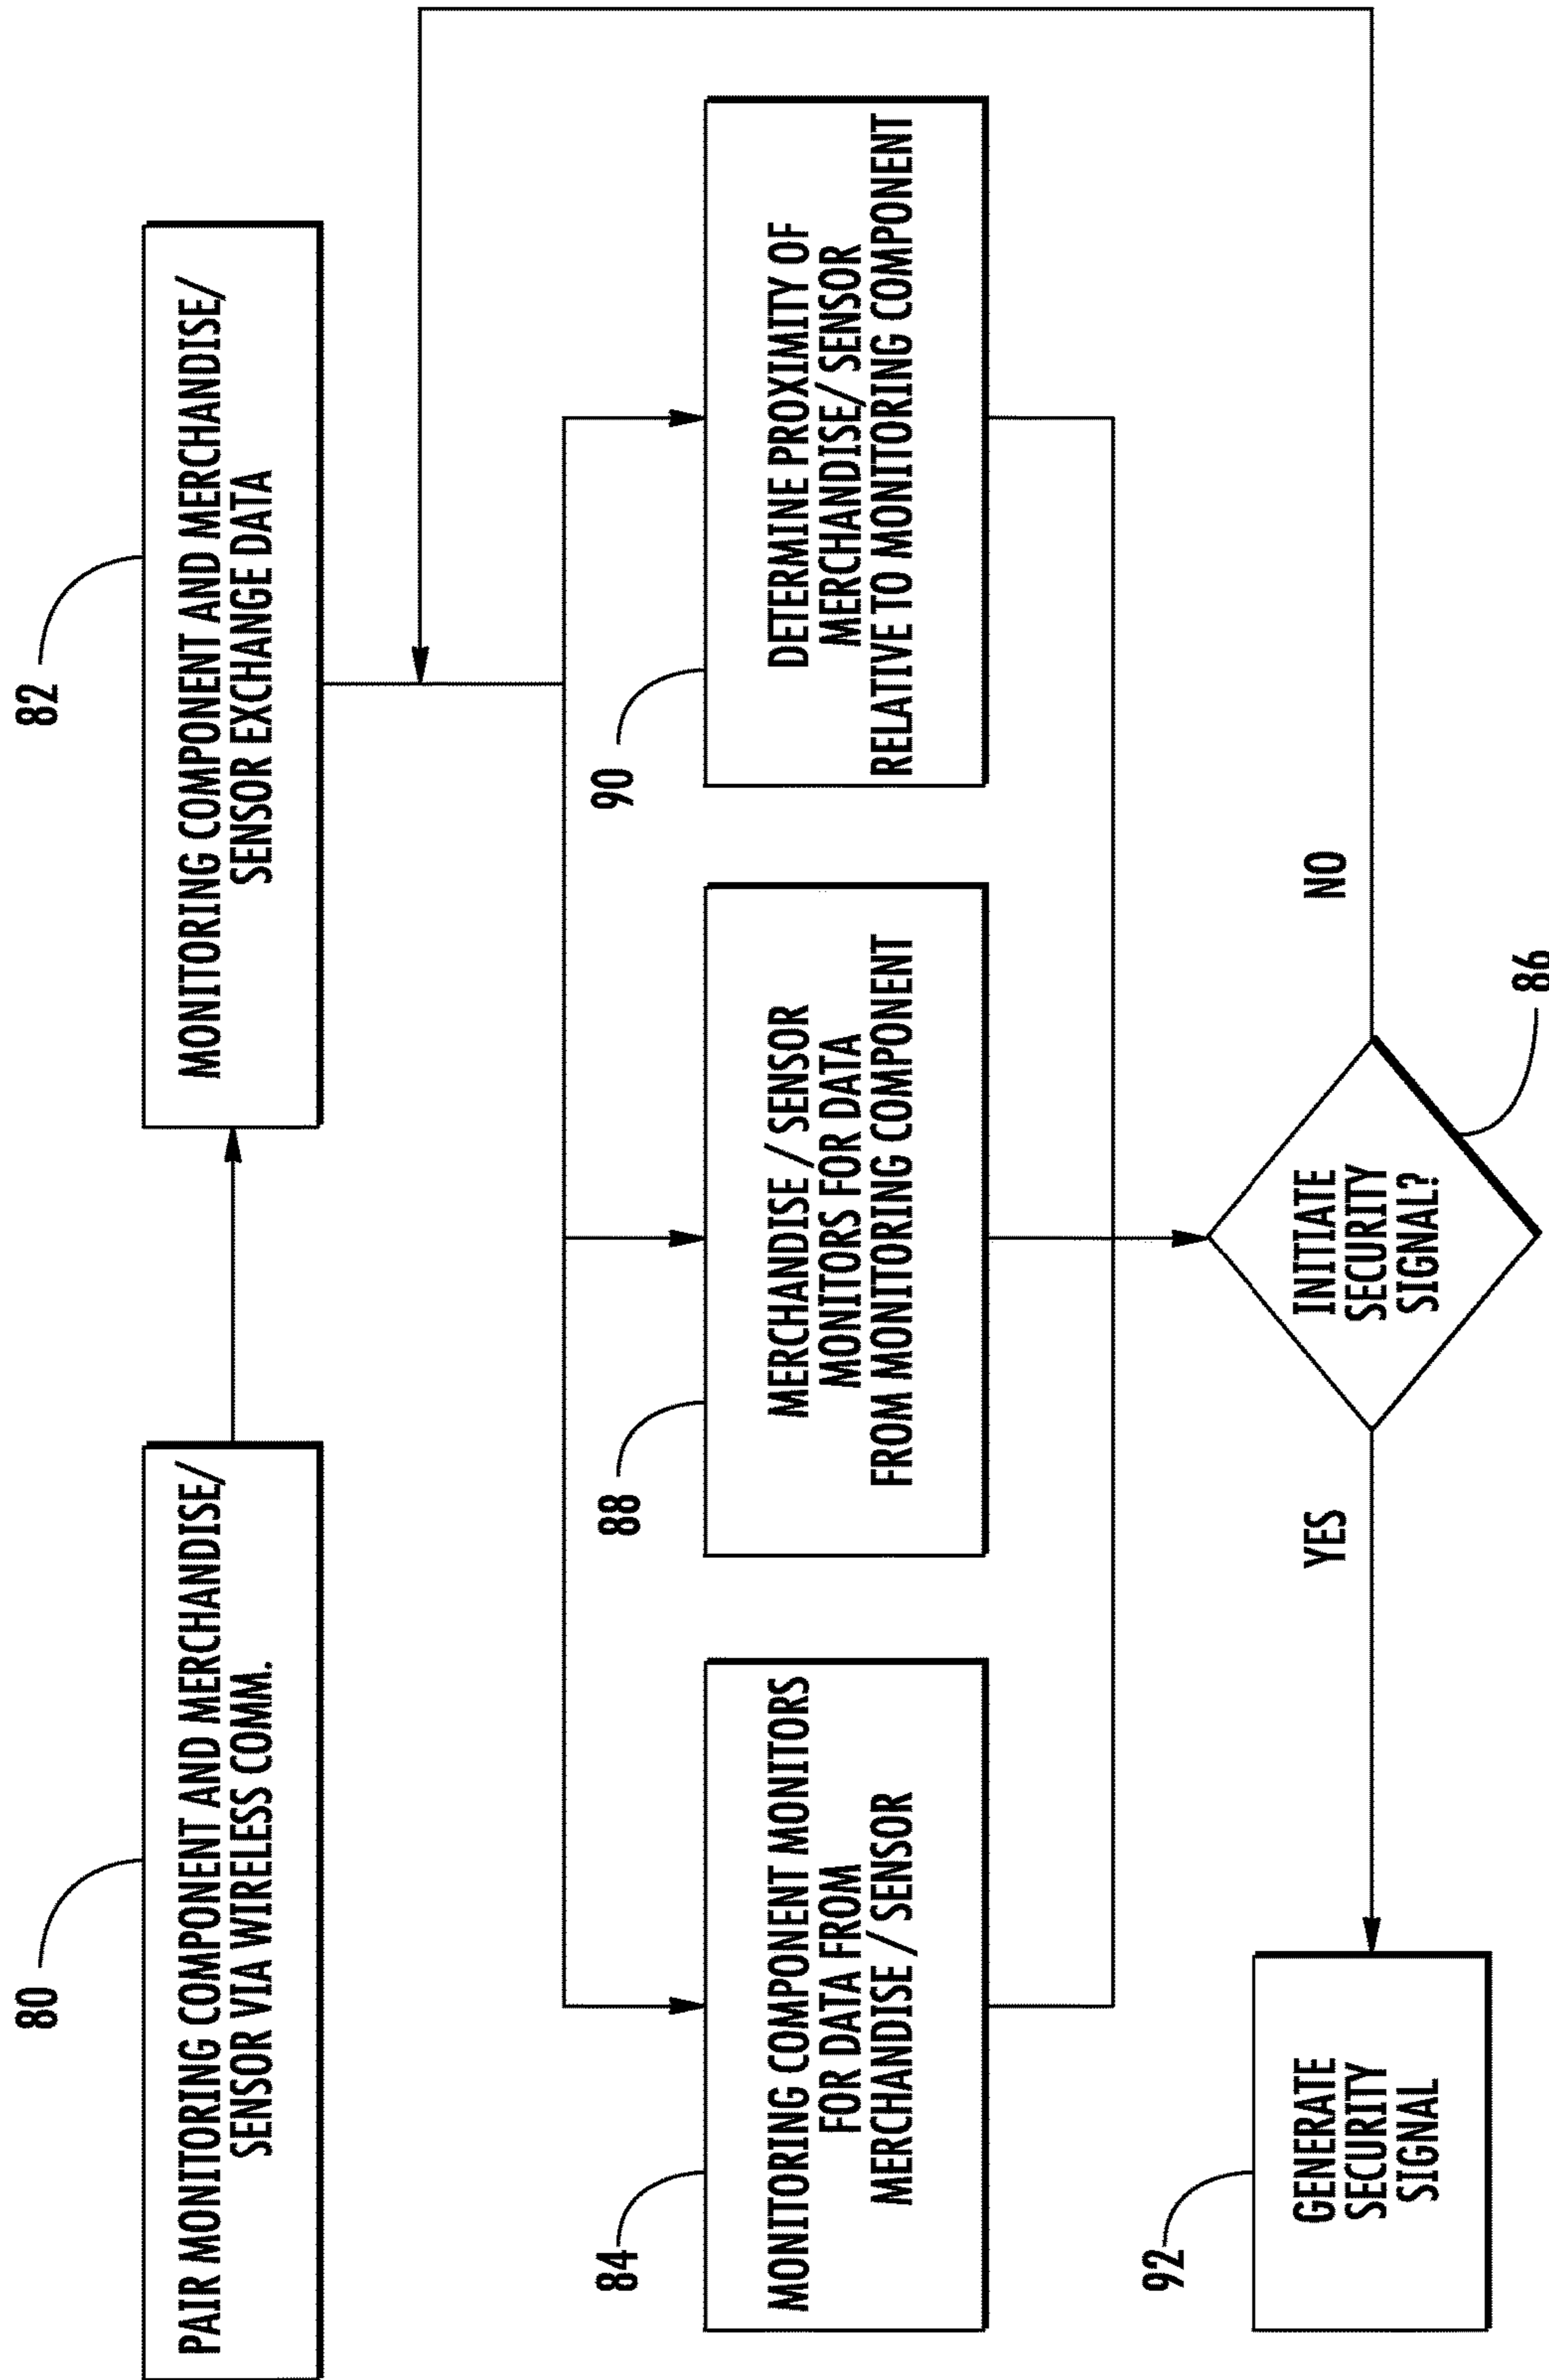 80
PAIR MONITORING COMPONENT AND MERCHANDISE/
SENSOR VIA WIRELESS COMM.
82
MONITORING COMPONENT AND MERCHANDISE/
SENSOR EXCHANGE DATA
84
MONITORING COMPONENT MONITORS
FOR DATA FROM
MERCHANDISE / SENSOR
88
MERCHANDISE /SENSOR
MONITORS FOR DATA
FROM MONITORING COMPONENT
90
DETERMINE PROXIMITY OF
MERCHANDISE/ SENSOR
RELATIVE TO MONITORING COMPONENT
92
GENERATE
SECURITY
SIGNAL
YES
INITIATE
SECURITY
SIGNAL?
NO
86